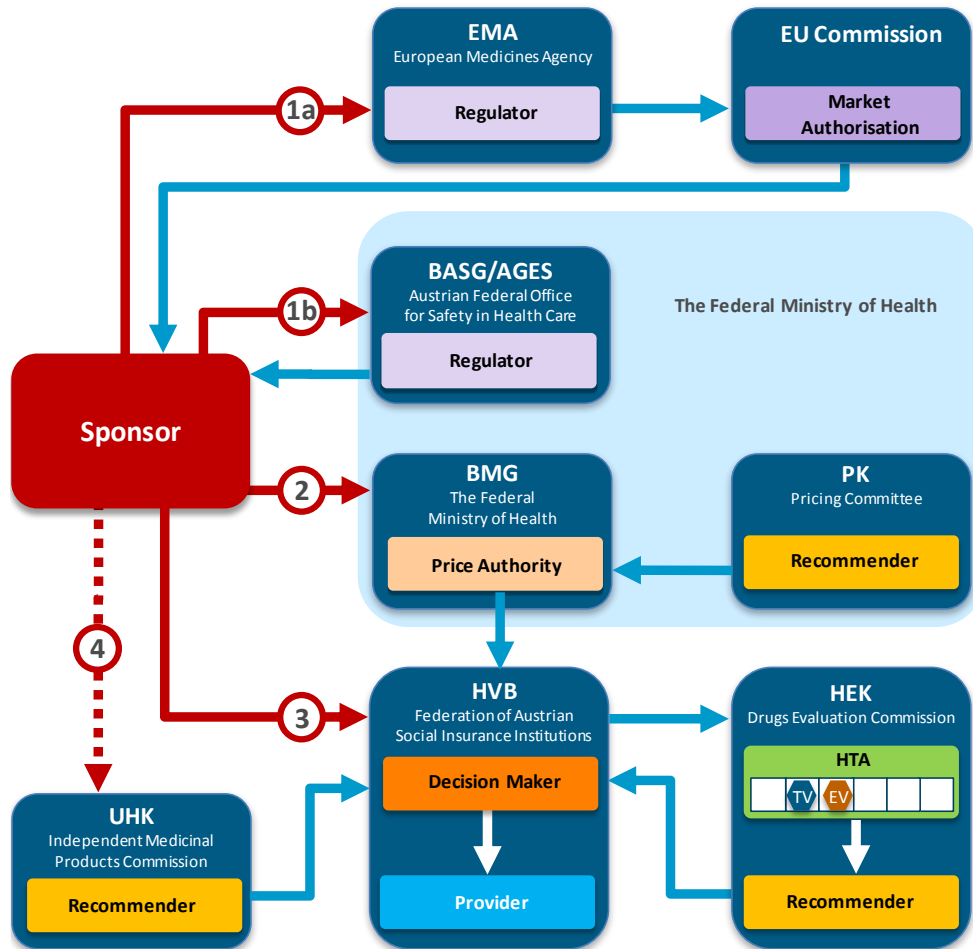 EMA
European Medicines Agency
Regulator
EU Commission
Market
Authorisation
1a
BASG/AGES
Austrian Federal Office
for Safety in Health Care
Regulator
The Federal Ministry of Health
1b
Sponsor
2
BMG
The Federal
Ministry of Health
Price Authority
PK
Pricing Committee
Recommender
4
3
HVB
Federation of Austrian
Social Insurance Institutions
Decision Maker
Provider
HEK
Drugs Evaluation Commission
HTA
TV
EV
Recommender
UHK
Independent Medicinal
Products Commission
Recommender